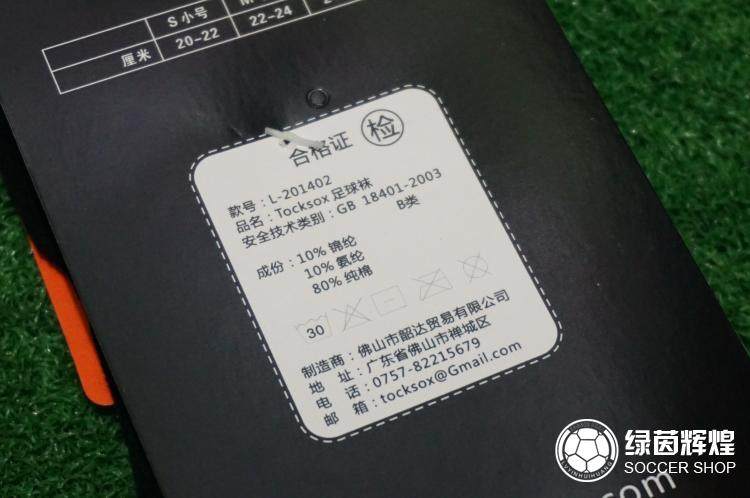 S小号
厘米 20-22 22-24
合格证 检
款号：L-201402
品名：Tocksox 足球袜
安全技术类别：GB 18401-2003
B类
成份：10% 锦纶
10% 氨纶
80% 纯棉
30
制造商：佛山市韶达贸易有限公司
地 址：广东省佛山市禅城区
电 话：0757-82215679
邮 箱：tocksox@Gmail.com
绿茵辉煌
SOCCER SHOP
.com